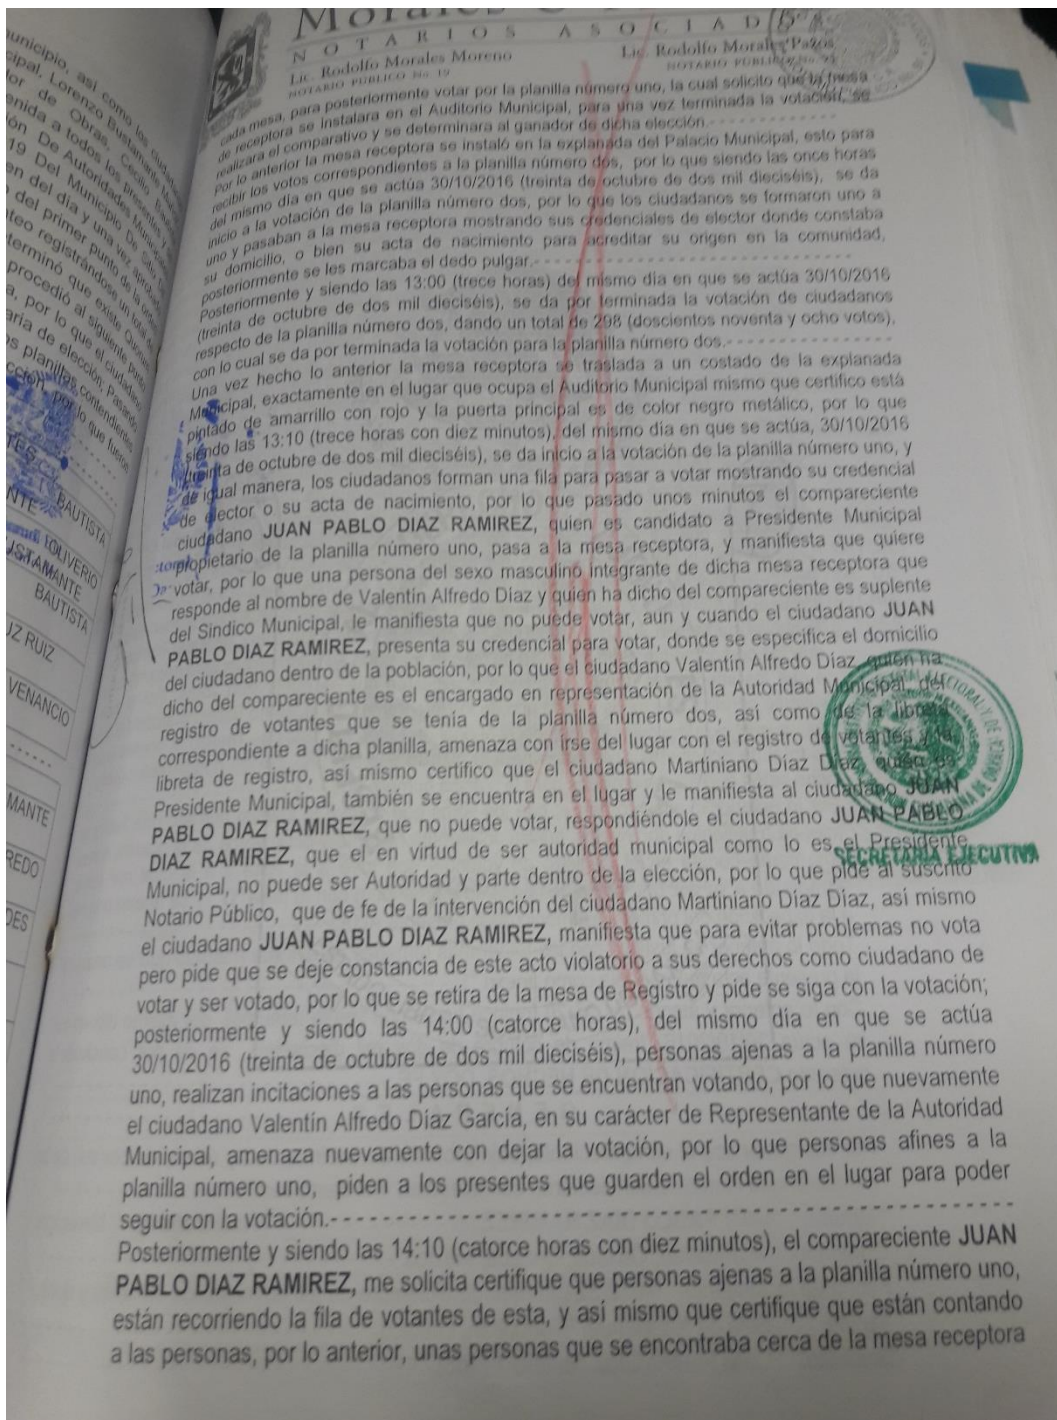 NOTARIOS ASOCIAD
Lic. Rodolfo Morales Moreno
NOTARIO PUBLICO No 19
Lic. Rodolfo Morales Pazos
cada mesa, para posteriormente votar por la planilla número uno, la cual solicito que la mesa
de receptora se Instalara en el Auditorio Municipal, para una vez terminada la votación, se
realizara el comparativo y se determinara al ganador de dicha elección.
Por lo anterior la mesa receptora se instaló en la explanada del Palacio Municipal, esto para
recibir los votos correspondientes a la planilla número dos, por lo que siendo las once horas
del mismo día en que se actúa 30/10/2016 (treinta de octubre de dos mil dieciséis), se da
inicio a la votación de la planilla número dos, por lo que los ciudadanos se formaron uno a
uno y pasaban a la mesa receptora mostrando sus credenciales de elector donde constaba
su domicilio, o bien su acta de nacimiento para acreditar su origen en la comunidad,
posteriormente se les marcaba el dedo pulgar.
Posteriormente y siendo las 13:00 (trece horas) del mismo día en que se actúa 30/10/2016
(treinta de octubre de dos mil dieciséis), se da por terminada la votación de ciudadanos
respecto de la planilla número dos, dando un total de 298 (doscientos noventa y ocho votos),
con lo cual se da por terminada la votación para la planilla número dos.
Una vez hecho lo anterior la mesa receptora se traslada a un costado de la explanada
Municipal, exactamente en el lugar que ocupa el Auditorio Municipal mismo que certifico está
pintado de amarrillo con rojo y la puerta principal es de color negro metálico, por lo que
siendo las 13:10 (trece horas con diez minutos), del mismo día en que se actúa, 30/10/2016
treinta de octubre de dos mil dieciséis), se da inicio a la votación de la planilla número uno, y
de igual manera, los ciudadanos forman una fila para pasar a votar mostrando su credencial
de elector o su acta de nacimiento, por lo que pasado unos minutos el compareciente
ciudadano JUAN PABLO DIAZ RAMIREZ, quien es candidato a Presidente Municipal
propietario de la planilla número uno, pasa a la mesa receptora, y manifiesta que quiere
votar, por lo que una persona del sexo masculino integrante de dicha mesa receptora que
responde al nombre de Valentín Alfredo Díaz y quien ha dicho del compareciente es suplente
del Sindico Municipal, le manifiesta que no puede votar, aun y cuando el ciudadano JUAN
PABLO DIAZ RAMIREZ, presenta su credencial para votar, donde se especifica el domicilio
del ciudadano dentro de la población, por lo que el ciudadano Valentín Alfredo Díaz, quien ha
dicho del compareciente es el encargado en representación de la Autoridad Municipal, del
registro de votantes que se tenía de la planilla número dos, así como de la libreta
correspondiente a dicha planilla, amenaza con irse del lugar con el registro de votantes y la
libreta de registro, así mismo certifico que el ciudadano Martiniano Díaz Díaz, quien es
Presidente Municipal, también se encuentra en el lugar y le manifiesta al ciudadano JUAN
PABLO DIAZ RAMIREZ, que no puede votar, respondiéndole el ciudadano JUAN PABLO
DIAZ RAMIREZ, que el en virtud de ser autoridad municipal como lo es el Presidente
SECRETARÍA EJECUTIVA
Municipal, no puede ser Autoridad y parte dentro de la elección, por lo que pide al suscrito
Notario Público, que de fe de la intervención del ciudadano Martiniano Díaz Díaz, así mismo
el ciudadano JUAN PABLO DIAZ RAMIREZ, manifiesta que para evitar problemas no vota
pero pide que se deje constancia de este acto violatorio a sus derechos como ciudadano de
votar y ser votado, por lo que se retira de la mesa de Registro y pide se siga con la votación;
posteriormente y siendo las 14:00 (catorce horas), del mismo día en que se actúa
30/10/2016 (treinta de octubre de dos mil dieciséis), personas ajenas a la planilla número
uno, realizan incitaciones a las personas que se encuentran votando, por lo que nuevamente
el ciudadano Valentín Alfredo Díaz García, en su carácter de Representante de la Autoridad
Municipal, amenaza nuevamente con dejar la votación, por lo que personas afines a la
planilla número uno, piden a los presentes que guarden el orden en el lugar para poder
seguir con la votación.
Posteriormente y siendo las 14:10 (catorce horas con diez minutos), el compareciente JUAN
PABLO DIAZ RAMIREZ, me solicita certifique que personas ajenas a la planilla número uno,
están recorriendo la fila de votantes de esta, y así mismo que certifique que están contando
a las personas, por lo anterior, unas personas que se encontraba cerca de la mesa receptora